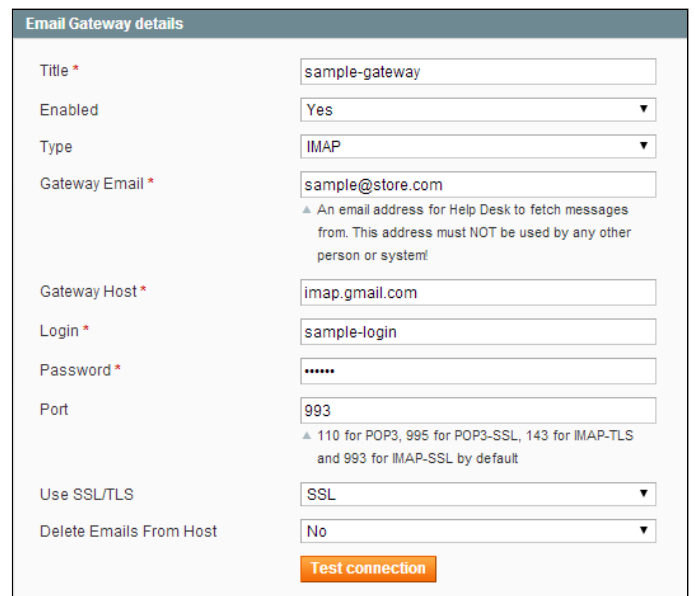 Email Gateway details
Title * sample-gateway
Enabled Yes
Type IMAP
Gateway Email * sample@store.com
An email address for Help Desk to fetch messages
from. This address must NOT be used by any other
person or system!
Gateway Host * imap.gmail.com
Login * sample-login
Password * ••••••
Port 993
110 for POP3, 995 for POP3-SSL, 143 for IMAP-TLS
and 993 for IMAP-SSL by default
Use SSL/TLS SSL
Delete Emails From Host No
Test connection